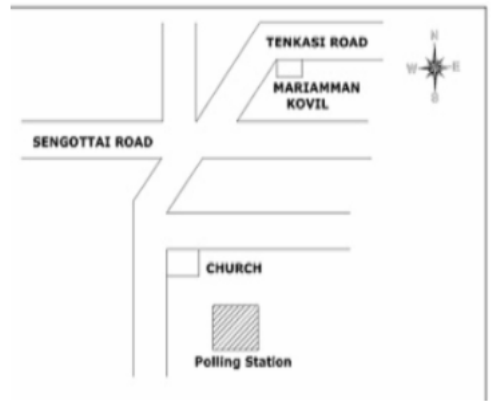 TENKASI ROAD
N
W E
S
MARIAMMAN
KOVIL
SENGOTTAI ROAD
CHURCH
Polling Station